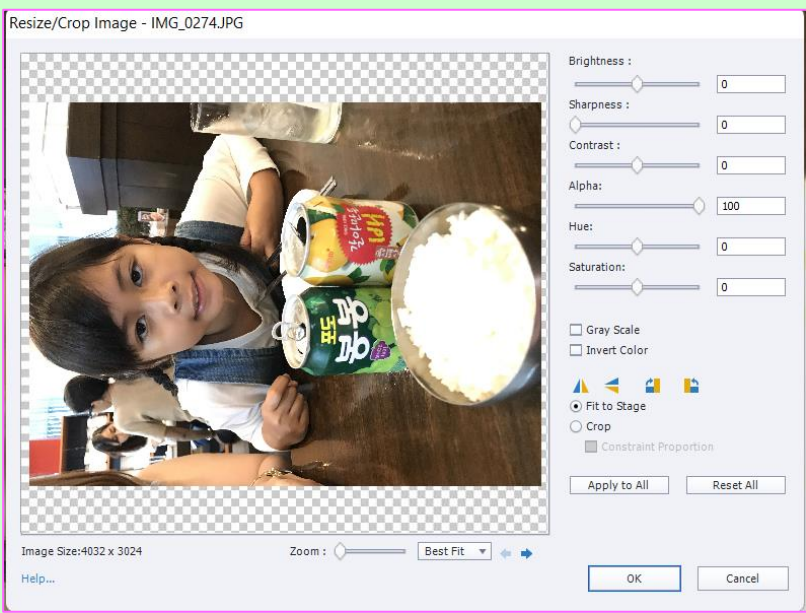 Resize/Crop Image - IMG_0274.JPG
Brightness :
0
Sharpness :
0
Contrast :
0
Alpha:
100
Hue:
0
Saturation:
0
Gray Scale
Invert Color
Fit to Stage
Crop
Constraint Proportion
Apply to All
Reset All
Image Size:4032 x 3024
Zoom :
Best Fit
Help...
OK
Cancel
포도
봉봉